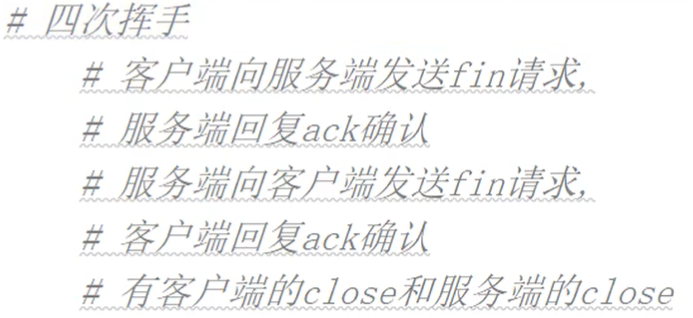 # 四次挥手
# 客户端向服务端发送fin请求,
# 服务端回复ack确认
# 服务端向客户端发送fin请求,
# 客户端回复ack确认
# 有客户端的close和服务端的close